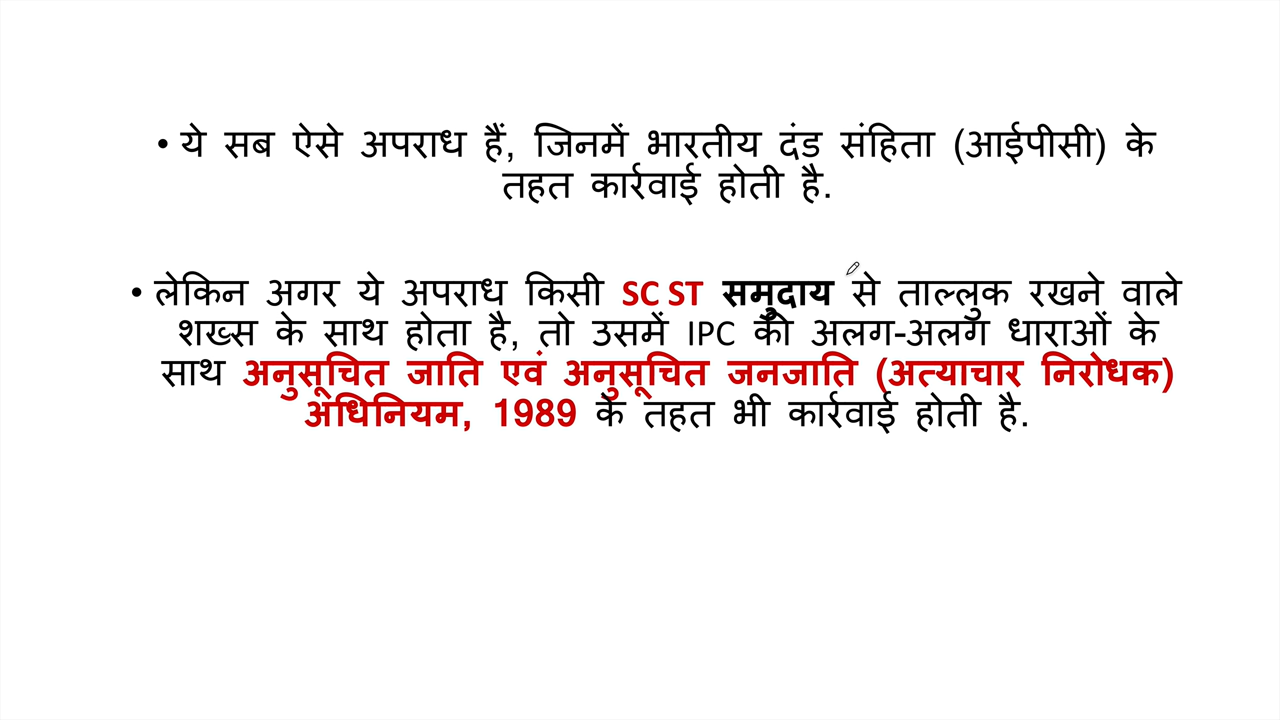 • ये सब ऐसे अपराध हैं, जिनमें भारतीय दंड संहिता (आईपीसी) के
तहत कार्रवाई होती है.
• लेकिन अगर ये अपराध किसी SC ST समुदाय से ताल्लुक रखने वाले
शख्स के साथ होता है, तो उसमें IPC की अलग-अलग धाराओं के
साथ अनुसूचित जाति एवं अनुसूचित जनजाति (अत्याचार निरोधक)
अधिनियम, 1989 के तहत भी कार्रवाई होती है.